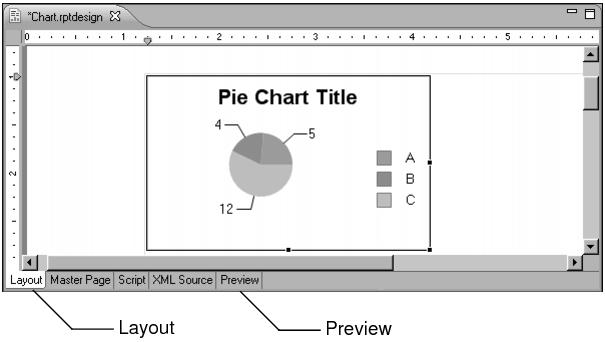 *Chart.rptdesign
0 1 2 3 4 5
1
2
Pie Chart Title
4
5
12
A
B
C
Layout Master Page Script XML Source Preview
Layout
Preview